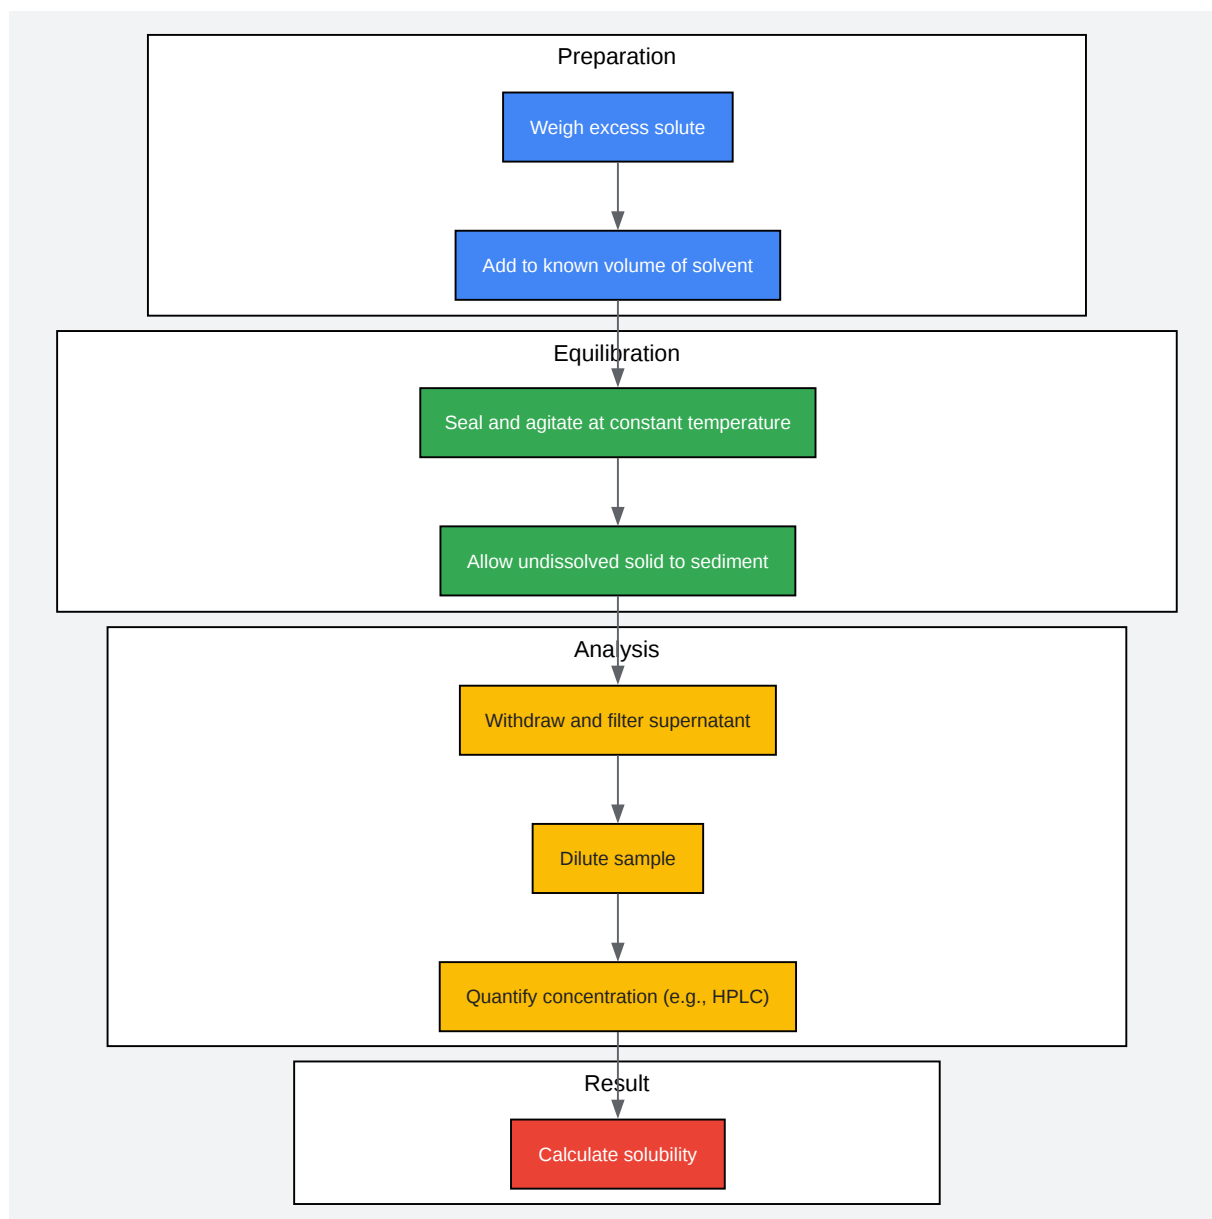 Preparation
Weigh excess solute
Add to known volume of solvent
Equilibration
Seal and agitate at constant temperature
Allow undissolved solid to sediment
Analysis
Withdraw and filter supernatant
Dilute sample
Quantify concentration (e.g., HPLC)
Result
Calculate solubility